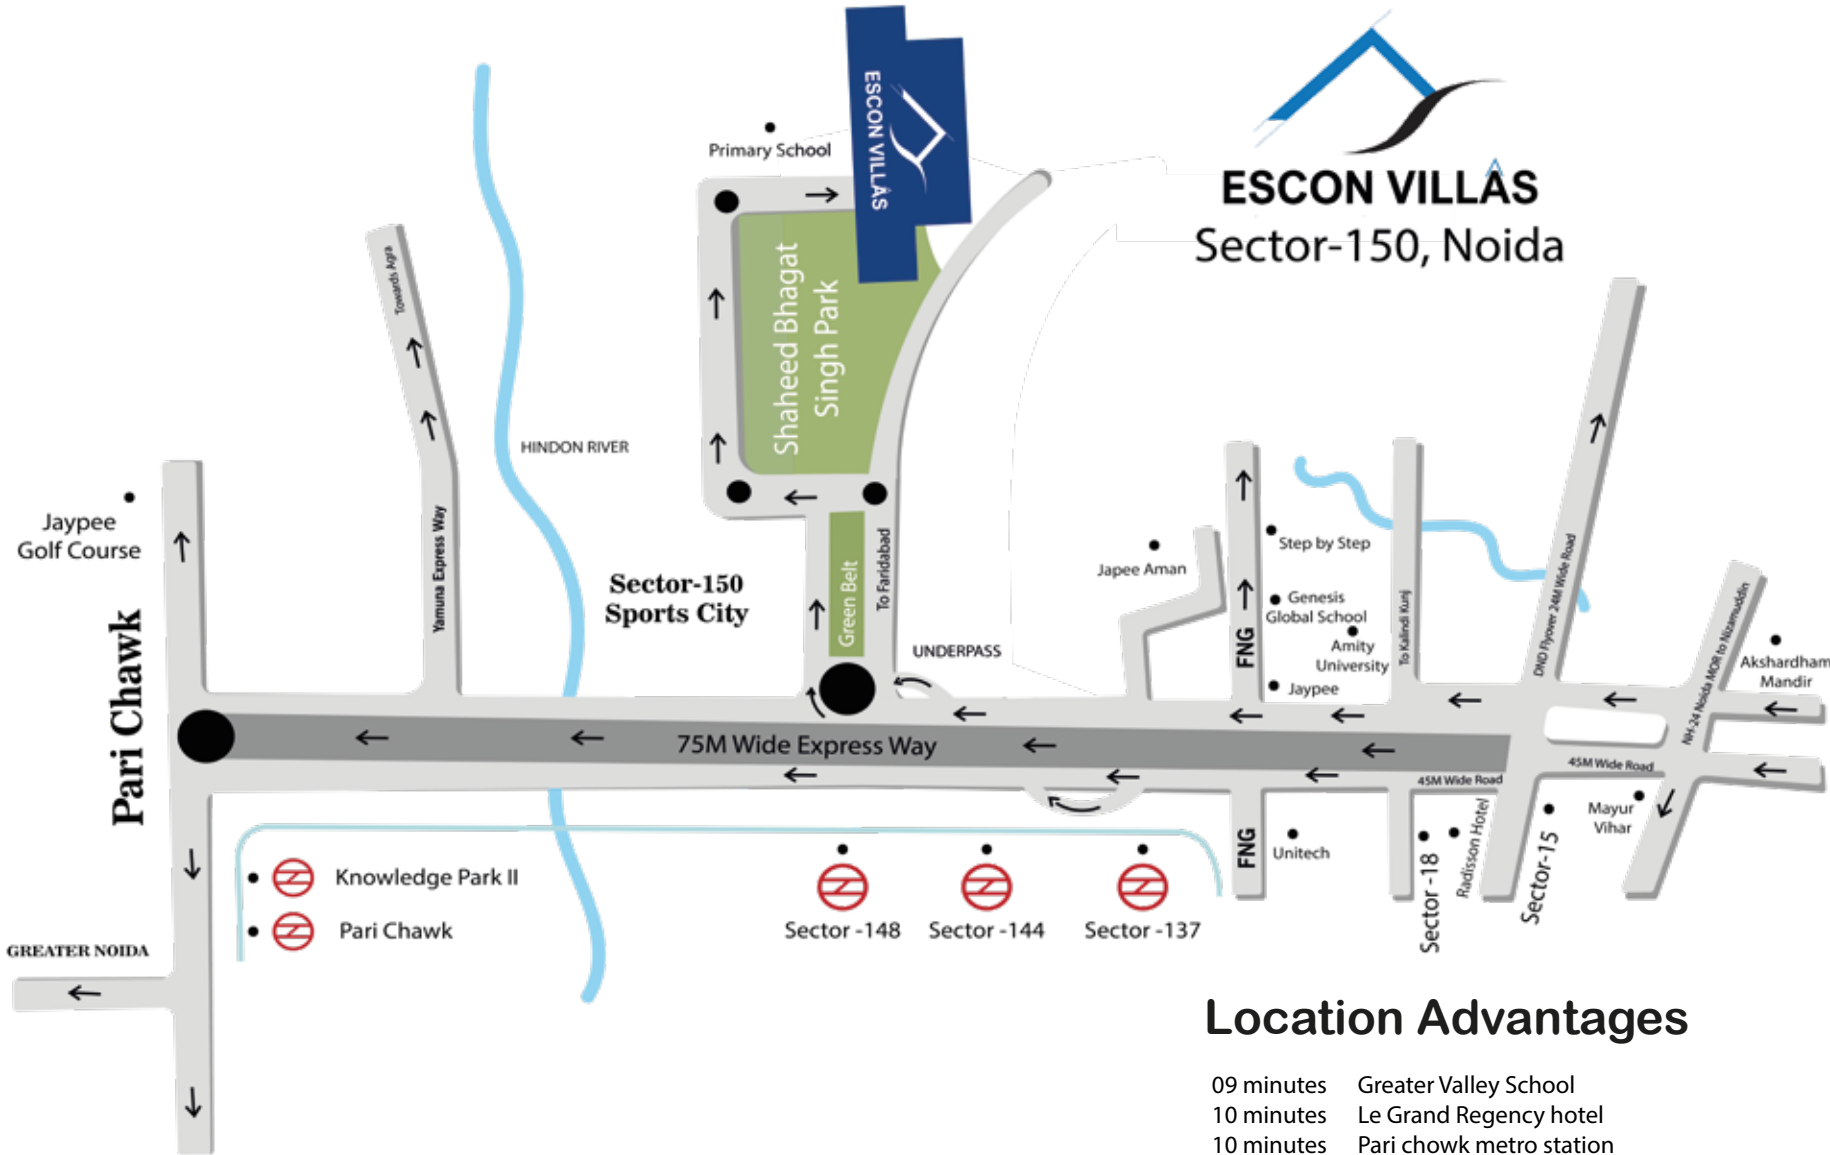 ESCON VILLAS
Primary School
ESCON VILLAS
Sector-150, Noida
Towards Agra
Shaheed Bhagat
Singh Park
HINDON RIVER
Jaypee
Golf Course
Yamuna Express Way
Sector-150
Sports City
Green Belt
To Faridabad
UNDERPASS
Japee Aman
Step by Step
Genesis
Global School
Amity
University
Jaypee
FNG
To Kalindi Kunj
DND Flyover 24M Wide Road
NH-24 Noida MOR to Nizamuddin
Akshardham
Mandir
Pari Chawk
75M Wide Express Way
45M Wide Road
45M Wide Road
FNG
Unitech
Sector -18
Radisson Hotel
Sector-15
Mayur
Vihar
Knowledge Park II
Pari Chawk
Sector -148
Sector -144
Sector -137
GREATER NOIDA
Location Advantages
09 minutes Greater Valley School
10 minutes Le Grand Regency hotel
10 minutes Pari chowk metro station